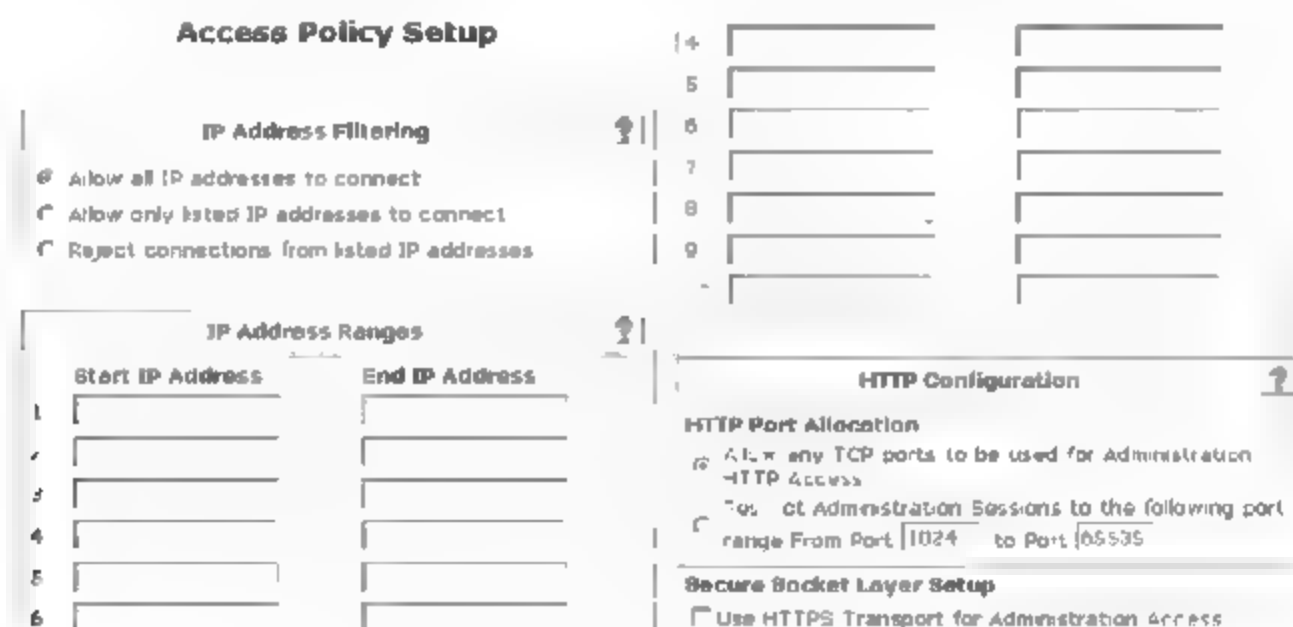 Access Policy Setup
IP Address Filtering
Allow all IP addresses to connect
Allow only listed IP addresses to connect
Reject connections from listed IP addresses
IP Address Ranges
Start IP Address End IP Address
1
3
4
5
6
4
5
6
7
8
9
HTTP Configuration
HTTP Port Allocation
Allow any TCP ports to be used for Administration
HTTP Access
Administration Sessions to the following port
range From Port 1024 to Port 65535
Secure Socket Layer Setup
Use HTTPS Transport for Administration Access